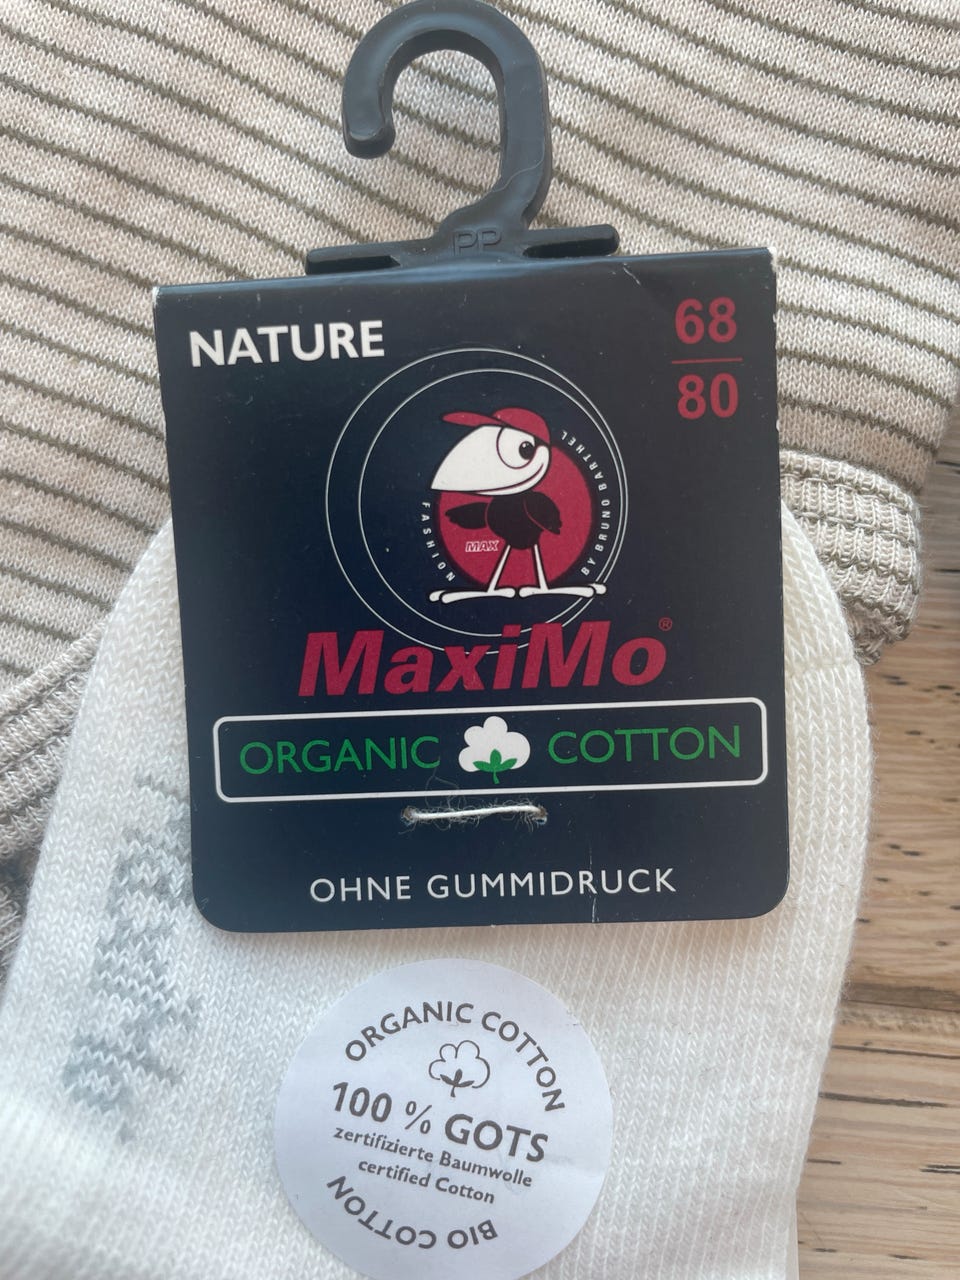 PP
NATURE
68
80
FASHION
BY BRUNO BARTHEL
MAX
MaxiMo®
ORGANIC COTTON
OHNE GUMMIDRUCK
ORGANIC COTTON
100 % GOTS
zertifizierte Baumwolle
certified Cotton
BIO COTTON